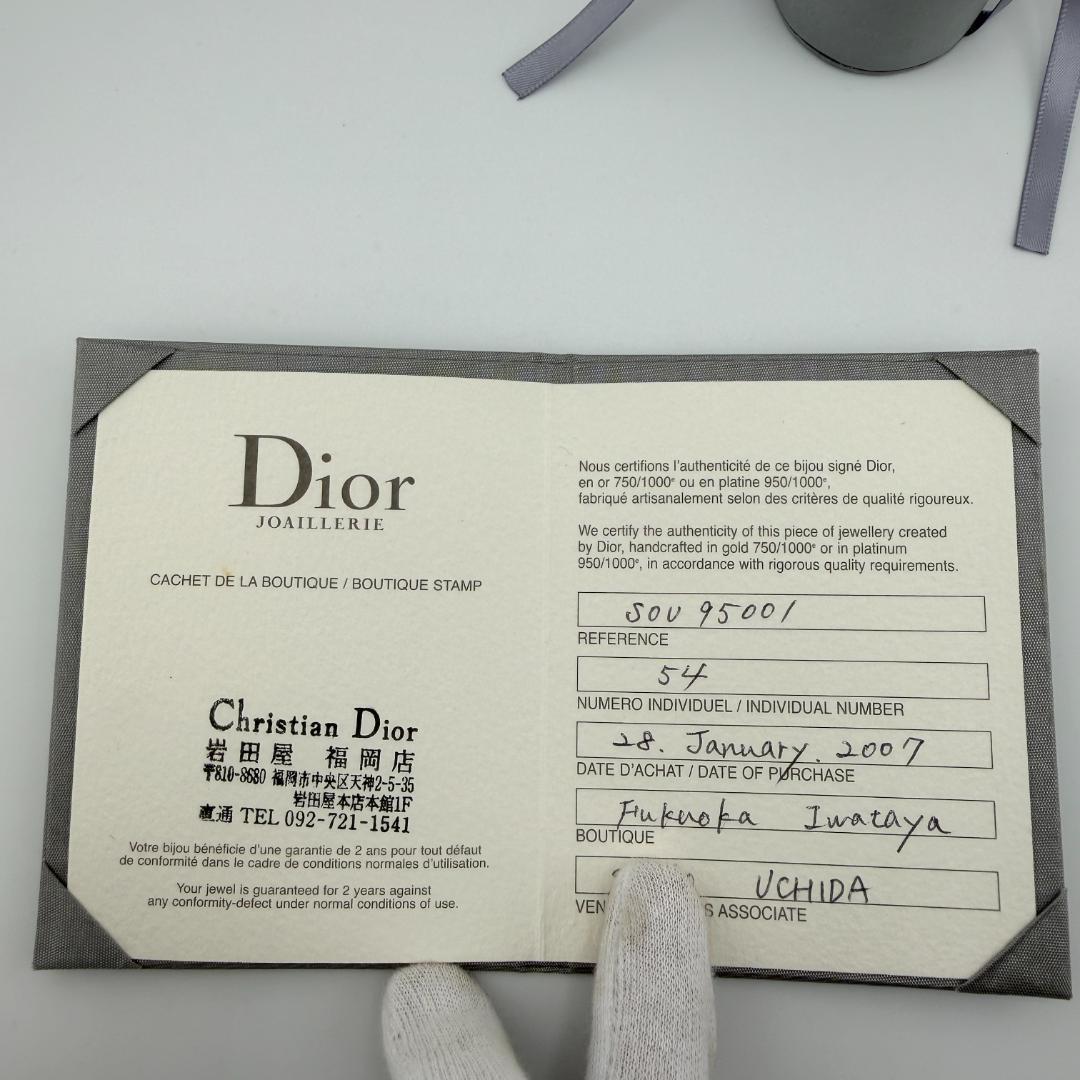 Dior
JOAILLERIE
CACHET DE LA BOUTIQUE / BOUTIQUE STAMP
Christian Dior
岩田屋 福岡店
〒810-8680 福岡市中央区天神2-5-35
岩田屋本店本館1F
直通 TEL 092-721-1541
Votre bijou bénéficie d'une garantie de 2 ans pour tout défaut
de conformité dans le cadre de conditions normales d'utilisation.
Your jewel is guaranteed for 2 years against
any conformity-defect under normal conditions of use.
Nous certifions l'authenticité de ce bijou signé Dior,
en or 750/1000e ou en platine 950/1000e,
fabriqué artisanalement selon des critères de qualité rigoureux.
We certify the authenticity of this piece of jewellery created
by Dior, handcrafted in gold 750/1000e or in platinum
950/1000e, in accordance with rigorous quality requirements.
SOU 95001
REFERENCE
54
NUMERO INDIVIDUEL / INDIVIDUAL NUMBER
28. January. 2007
DATE D'ACHAT / DATE OF PURCHASE
Fukuoka Iwataya
BOUTIQUE
UCHIDA
VEN S ASSOCIATE